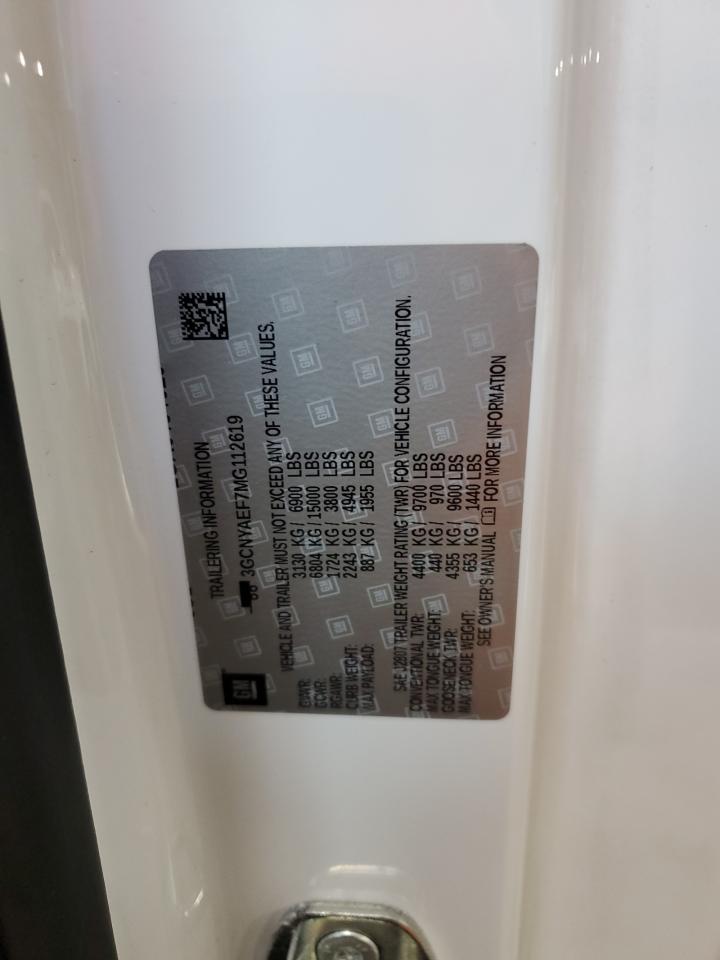 GM
TRAILERING INFORMATION
3GCNYAEF7MG112619
VEHICLE AND TRAILER MUST NOT EXCEED ANY OF THESE VALUES.
GVWR: 3130 KG / 6900 LBS
GCWR: 6804 KG / 15000 LBS
RGAWR: 1724 KG / 3800 LBS
CURB WEIGHT: 2243 KG / 4945 LBS
MAX PAYLOAD: 887 KG / 1955 LBS
SAE J2807 TRAILER WEIGHT RATING (TWR) FOR VEHICLE CONFIGURATION.
CONVENTIONAL TWR: 4400 KG / 9700 LBS
MAX TONGUE WEIGHT: 440 KG / 970 LBS
GOOSENECK TWR: 4355 KG / 9600 LBS
MAX TONGUE WEIGHT: 653 KG / 1440 LBS
SEE OWNER'S MANUAL FOR MORE INFORMATION